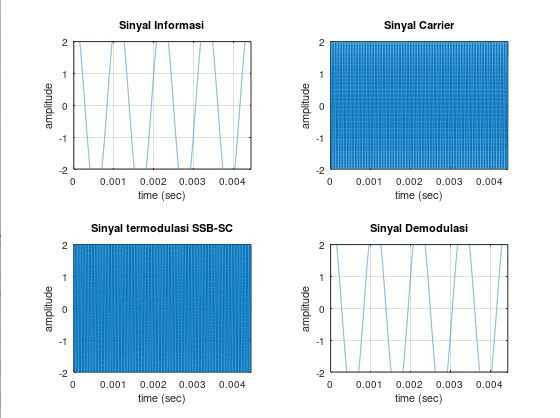 Sinyal Informasi
2
1
0
-1
-2
amplitude
0 0.001 0.002 0.003 0.004
time (sec)
Sinyal Carrier
2
1
0
-1
-2
amplitude
0 0.001 0.002 0.003 0.004
time (sec)
Sinyal termodulasi SSB-SC
2
1
0
-1
-2
amplitude
0 0.001 0.002 0.003 0.004
time (sec)
Sinyal Demodulasi
2
1
0
-1
-2
amplitude
0 0.001 0.002 0.003 0.004
time (sec)